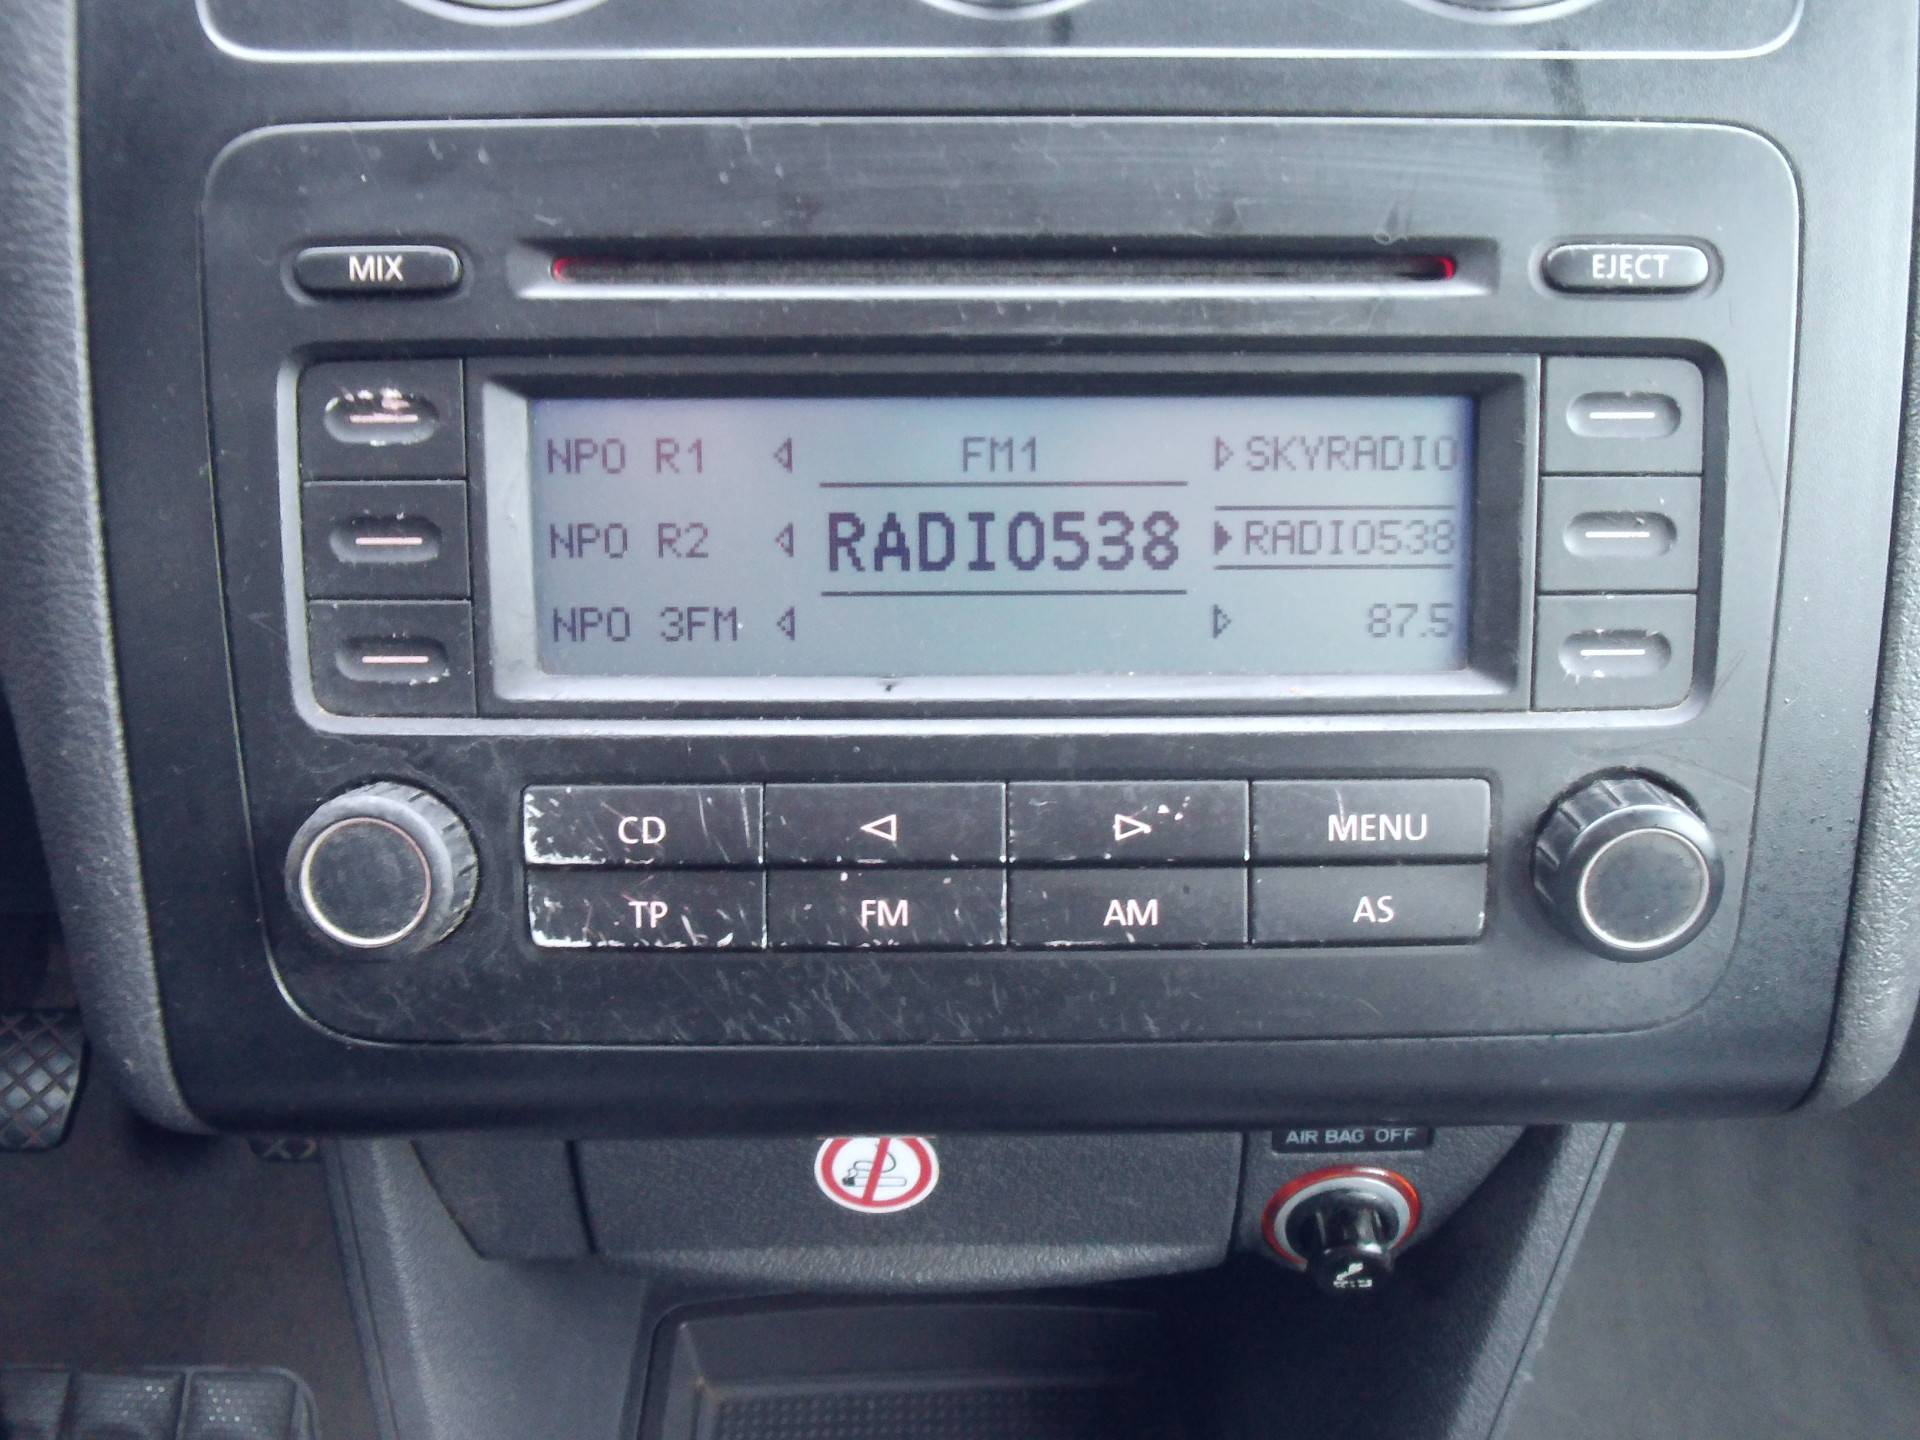 MIX
EJECT
NPO R1 FM1 SKYRADIO
NPO R2 RADIO538 RADIO538
NPO 3FM 87.5
CD MENU
TP FM AM AS
AIR BAG OFF